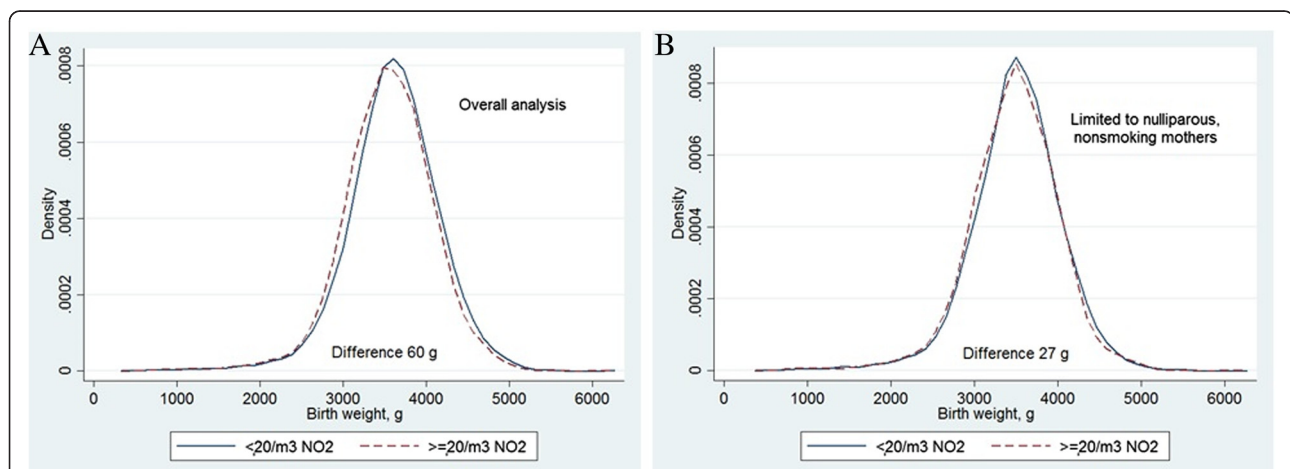 A
.0008
.0006
.0004
.0002
0
Density
Overall analysis
Difference 60 g
0 1000 2000 3000 4000 5000 6000
Birth weight, g
<20/m3 NO2 >=20/m3 NO2
B
.0008
.0006
.0004
.0002
0
Density
Limited to nulliparous,
nonsmoking mothers
Difference 27 g
0 1000 2000 3000 4000 5000 6000
Birth weight, g
<20/m3 NO2 >=20/m3 NO2